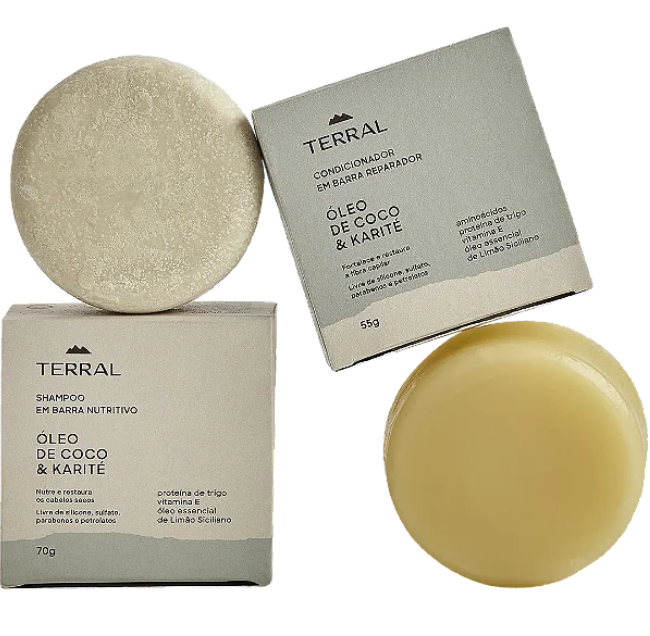 TERRAL
CONDICIONADOR
EM BARRA REPARADOR
ÓLEO
DE COCO
& KARITÉ
Fortalece e restaura
a fibra capilar
Livre de silicone, sulfato,
parabenos e petrolatos
aminoácidos
proteína de trigo
vitamina E
óleo essencial
de Limão Siciliano
55g
TERRAL
SHAMPOO
EM BARRA NUTRITIVO
ÓLEO
DE COCO
& KARITÉ
Nutre e restaura
os cabelos secos
Livre de silicone, sulfato,
parabenos e petrolatos
proteína de trigo
vitamina E
óleo essencial
de Limão Siciliano
70g